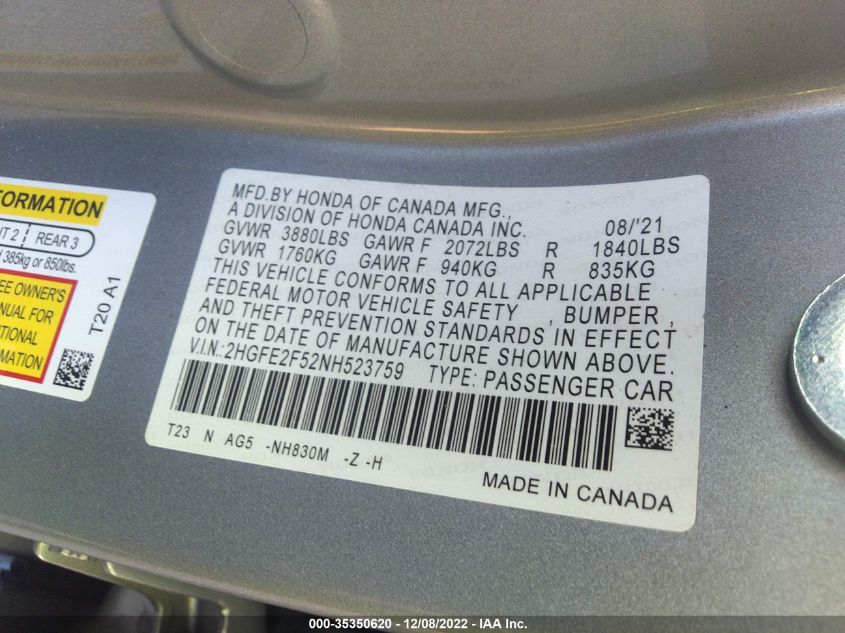 FORMATION
T 2 | REAR 3
385kg or 850lbs.
EE OWNER'S
NUAL FOR
TIONAL
MATION
T20 A1
MFD.BY HONDA OF CANADA MFG.,
A DIVISION OF HONDA CANADA INC. 08/'21
GVWR 3880LBS GAWR F 2072LBS R 1840LBS
GVWR 1760KG GAWR F 940KG R 835KG
THIS VEHICLE CONFORMS TO ALL APPLICABLE
FEDERAL MOTOR VEHICLE SAFETY , BUMPER ,
AND THEFT PREVENTION STANDARDS IN EFFECT
ON THE DATE OF MANUFACTURE SHOWN ABOVE.
V.I.N.:2HGFE2F52NH523759 TYPE: PASSENGER CAR
T23 N AG5 -NH830M -Z -H
MADE IN CANADA
000-35350620 - 12/08/2022 - IAA Inc.